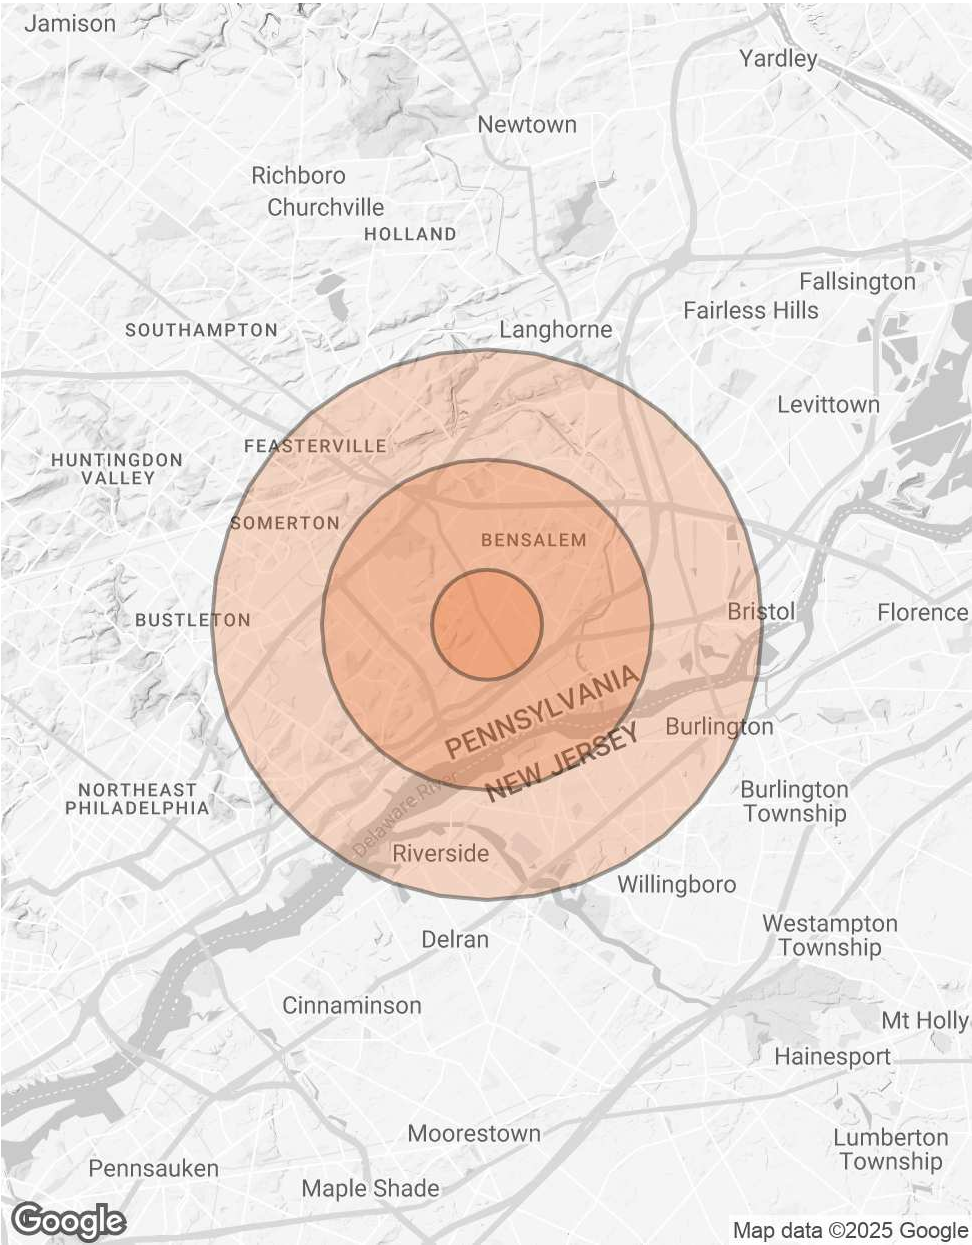 Jamison
Yardley
Newtown
Richboro
Churchville
HOLLAND
Fallsington
Fairless Hills
SOUTHAMPTON
Langhorne
Levittown
FEASTERVILLE
HUNTINGDON
VALLEY
SOMERTON
BENSALEM
Bristol
Florence
BUSTLETON
PENNSYLVANIA
Burlington
NEW JERSEY
NORTHEAST
PHILADELPHIA
Burlington
Township
Delaware River
Riverside
Willingboro
Westampton
Township
Delran
Cinnaminson
Mt Holly
Hainesport
Moorestown
Lumberton
Township
Pennsauken
Maple Shade
Google
Map data ©2025 Google